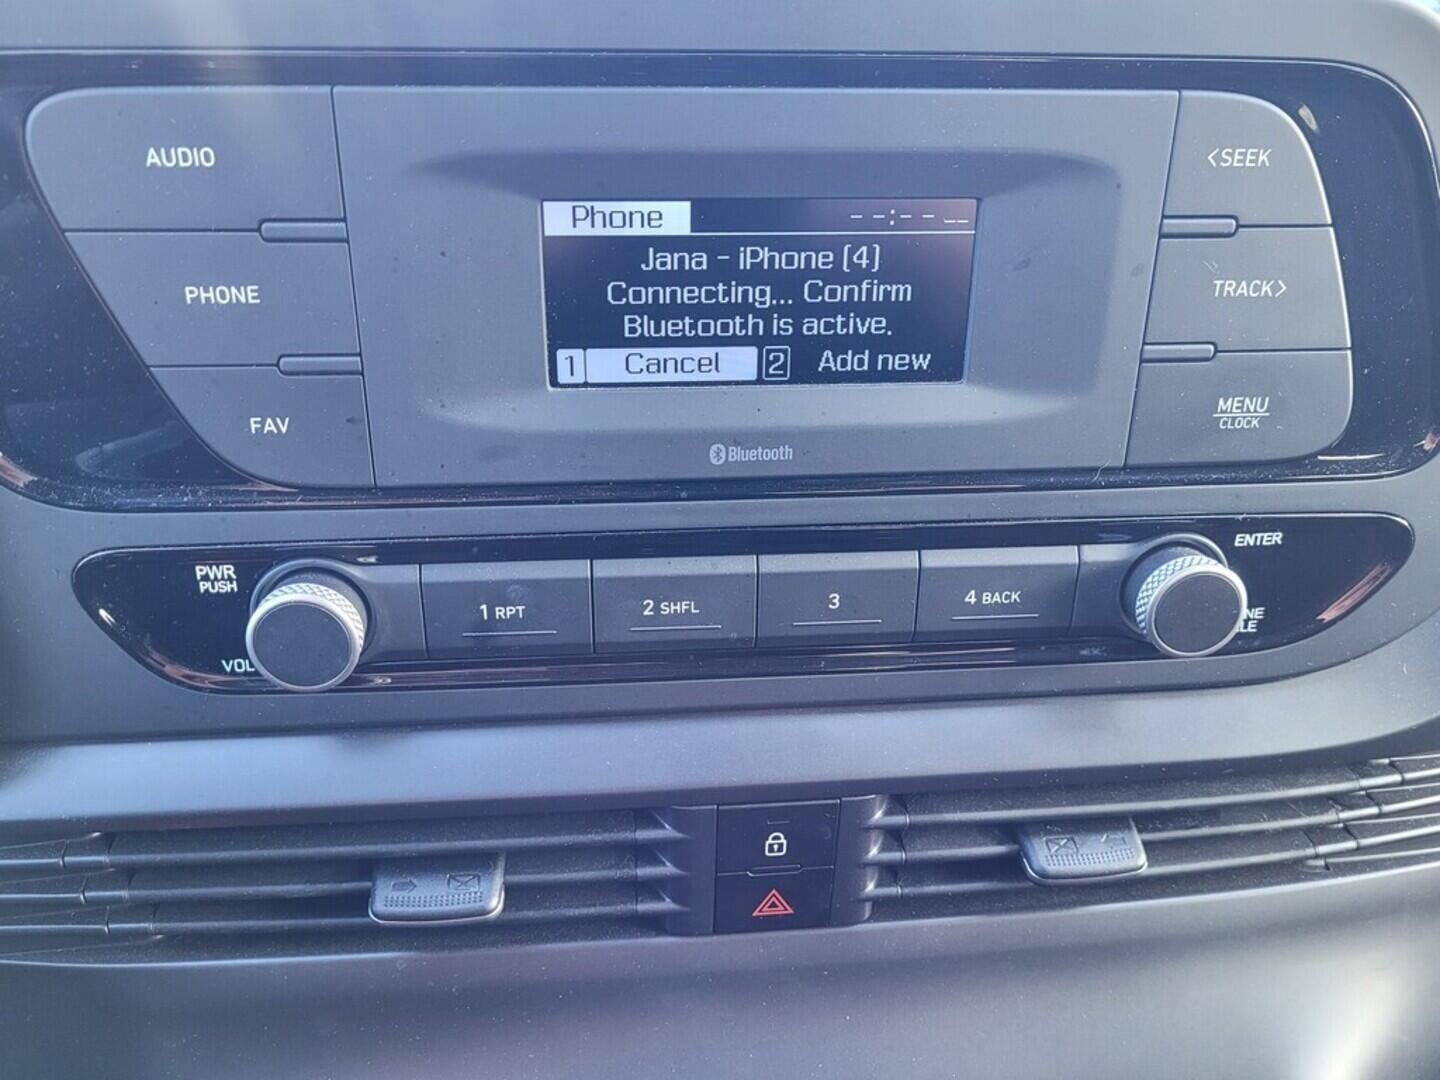 AUDIO
PHONE
FAV
Phone --:-- --
Jana - iPhone (4)
Connecting... Confirm
Bluetooth is active.
1 Cancel 2 Add new
Bluetooth
<SEEK
TRACK>
MENU
CLOCK
PWR
PUSH
VOL
1 RPT
2 SHFL
3
4 BACK
ENTER